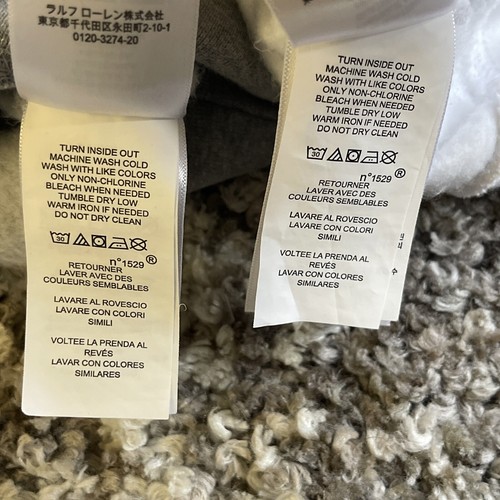 ラルフ ローレン株式会社
東京都千代田区永田町2-10-1
0120-3274-20
TURN INSIDE OUT
MACHINE WASH COLD
WASH WITH LIKE COLORS
ONLY NON-CHLORINE
BLEACH WHEN NEEDED
TUMBLE DRY LOW
WARM IRON IF NEEDED
DO NOT DRY CLEAN
30
n°1529®
RETOURNER
LAVER AVEC DES
COULEURS SEMBLABLES
LAVARE AL ROVESCIO
LAVARE CON COLORI
SIMILI
VOLTEE LA PRENDA AL
REVÉS
LAVAR CON COLORES
SIMILARES
TURN INSIDE OUT
MACHINE WASH COLD
WASH WITH LIKE COLORS
ONLY NON-CHLORINE
BLEACH WHEN NEEDED
TUMBLE DRY LOW
WARM IRON IF NEEDED
DO NOT DRY CLEAN
30
n°1529®
RETOURNER
LAVER AVEC DES
COULEURS SEMBLABLES
LAVARE AL ROVESCIO
LAVARE CON COLORI
SIMILI
VOLTEE LA PRENDA AL
REVÉS
LAVAR CON COLORES
SIMILARES